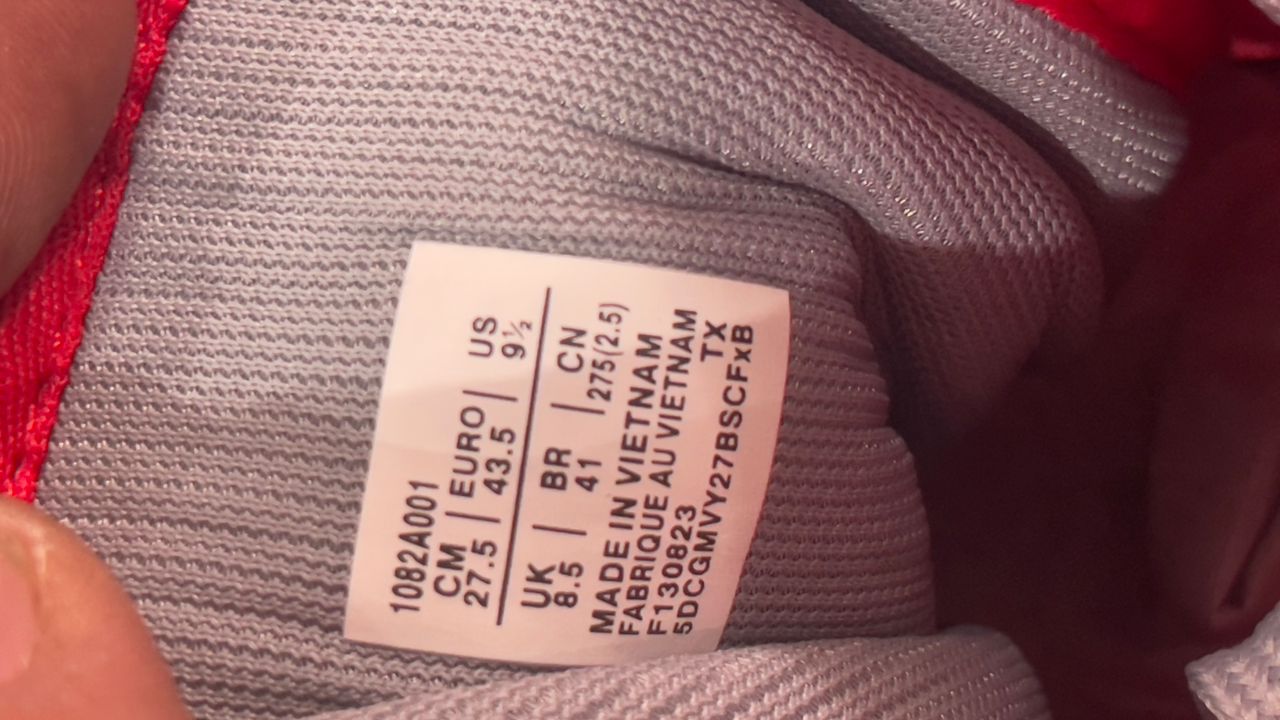 1082A001
CM | EURO | US
27.5 | 43.5 | 9½
UK | BR | CN
8.5 | 41 | 275(2.5)
MADE IN VIETNAM
FABRIQUE AU VIETNAM
F130823 TX
5DCGMVY27BSCFxB